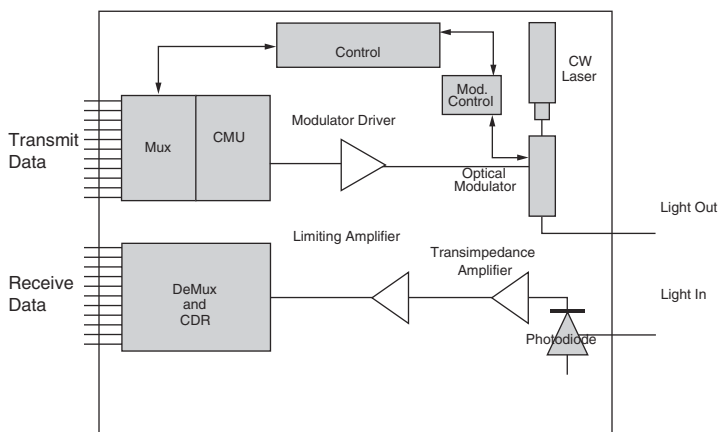 Control
CW
Laser
Mod.
Control
Modulator Driver
Transmit
Data
Mux
CMU
Optical
Modulator
Light Out
Limiting Amplifier
Transimpedance
Amplifier
Receive
Data
DeMux
and
CDR
Light In
Photodiode